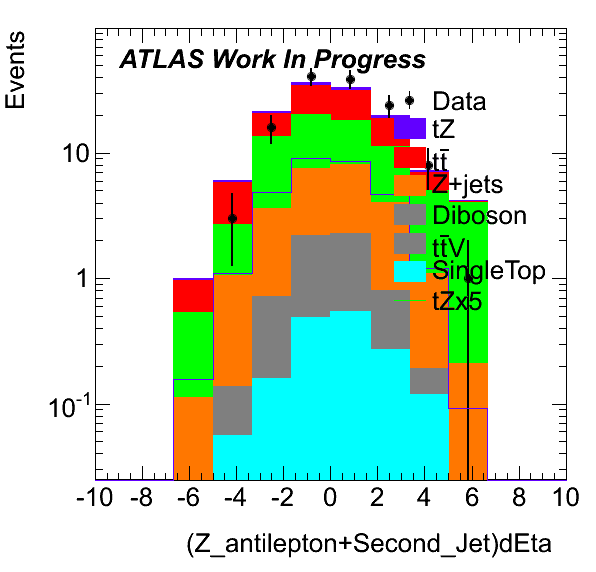 Events
ATLAS Work In Progress
Data
tZ
tt̄
Z+jets
Diboson
tt̄V
SingleTop
tZx5
10
1
10⁻¹
-10 -8 -6 -4 -2 0 2 4 6 8 10
(Z_antilepton+Second_Jet)dEta